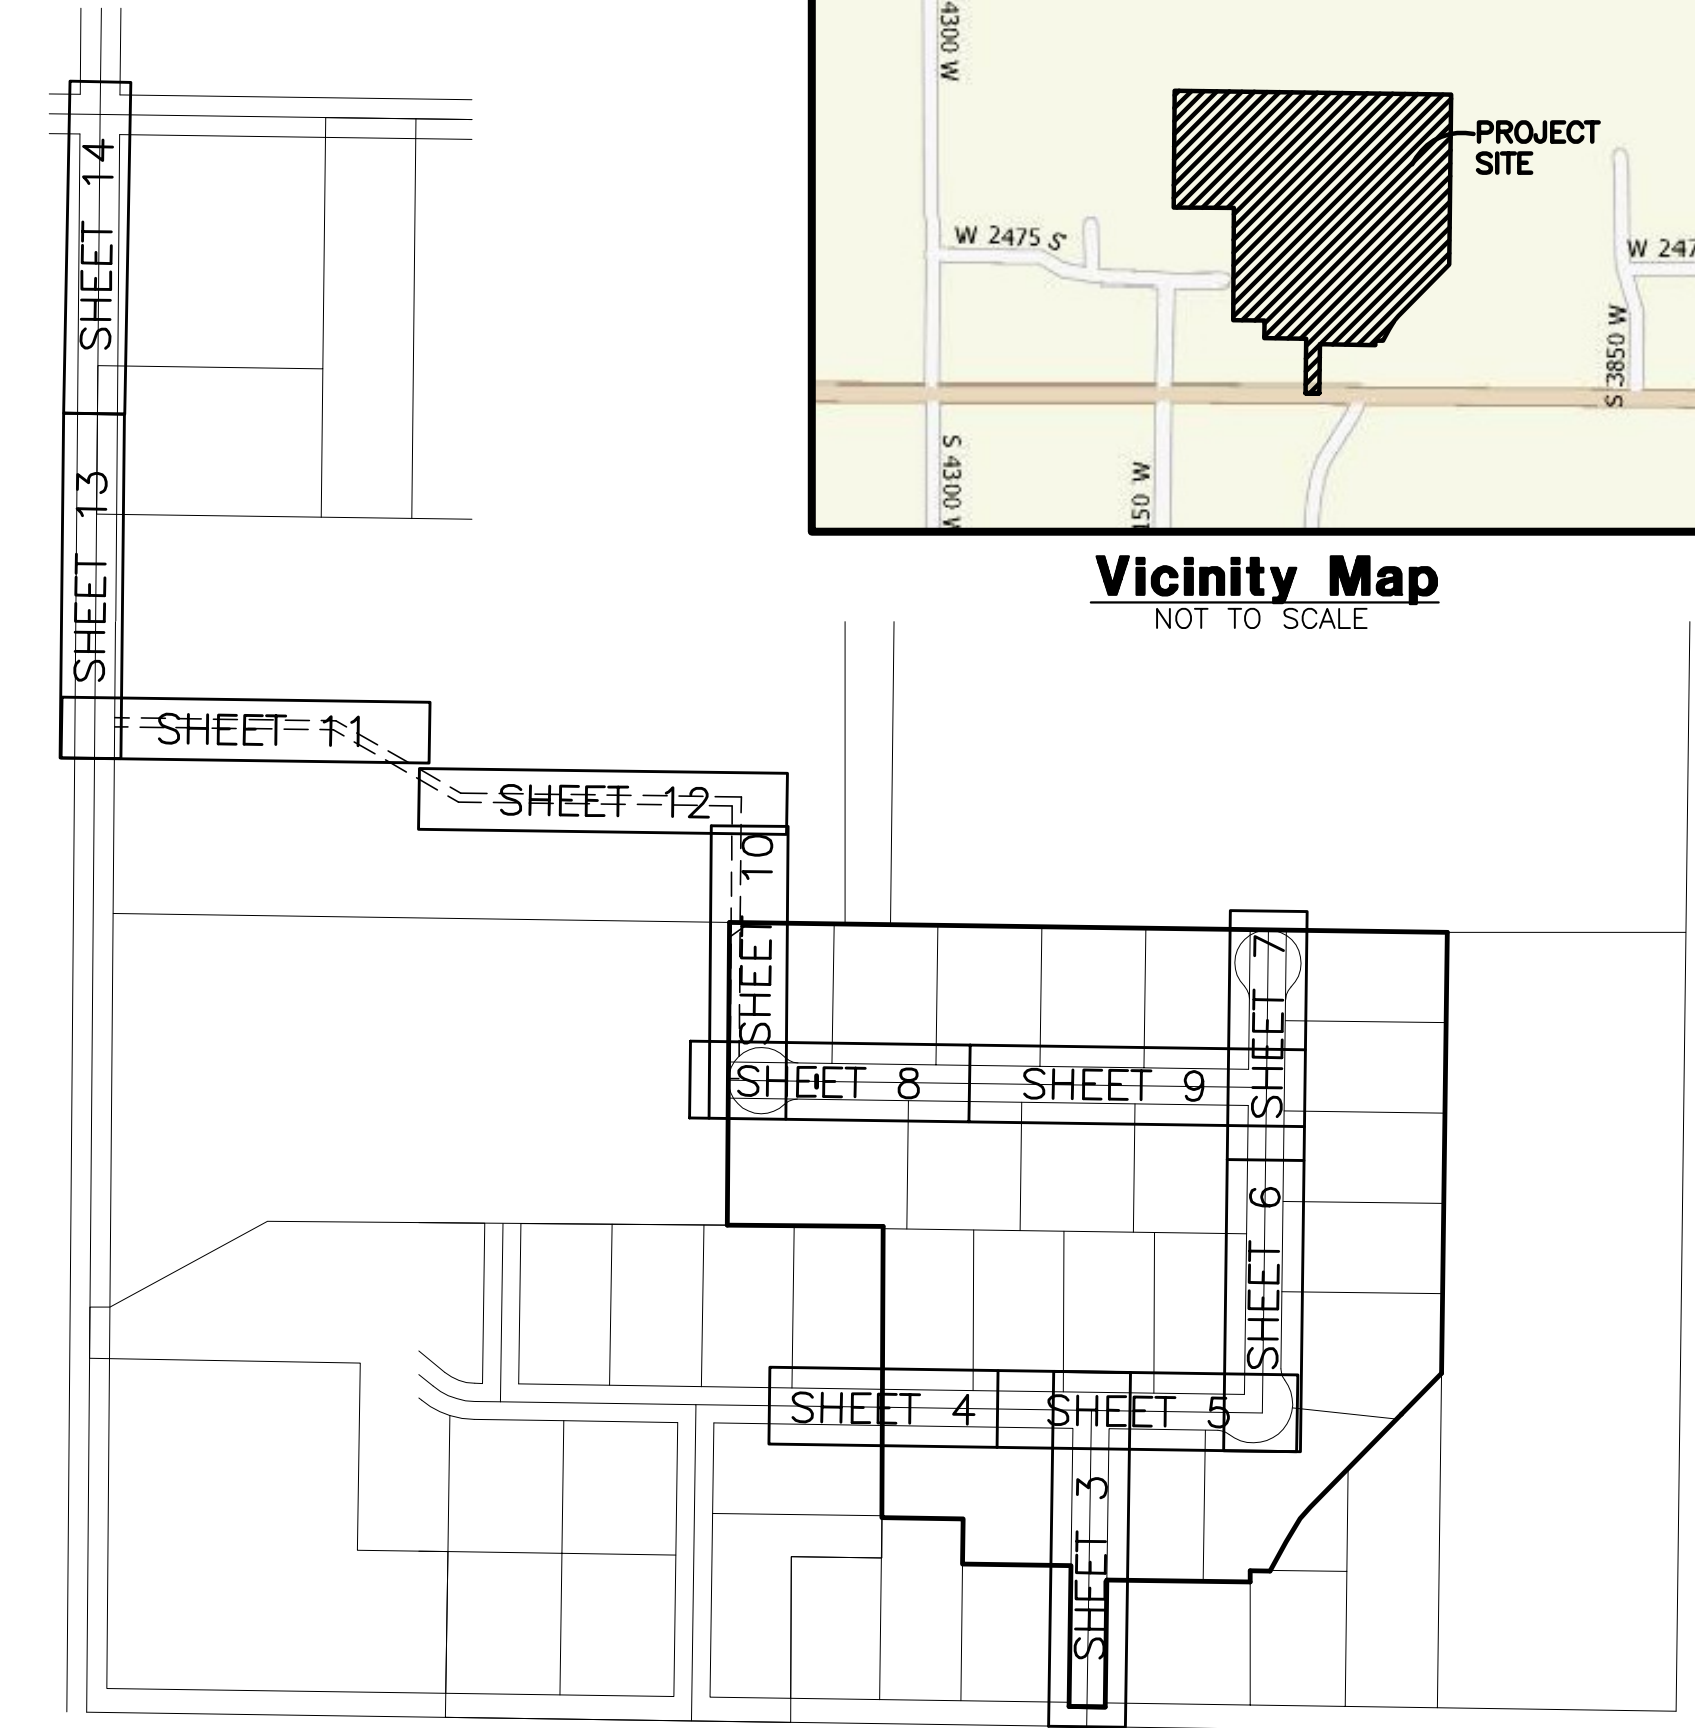 4300 W
PROJECT
SITE
W 2475 S
W 247
S 3850 W
S 4300 W
150 W
Vicinity Map
NOT TO SCALE
SHEET 14
SHEET 13
SHEET 11
SHEET 12
SHEET 10
SHEET 7
SHEET 8
SHEET 9
SHEET 6
SHEET 4
SHEET 5
SHEET 3